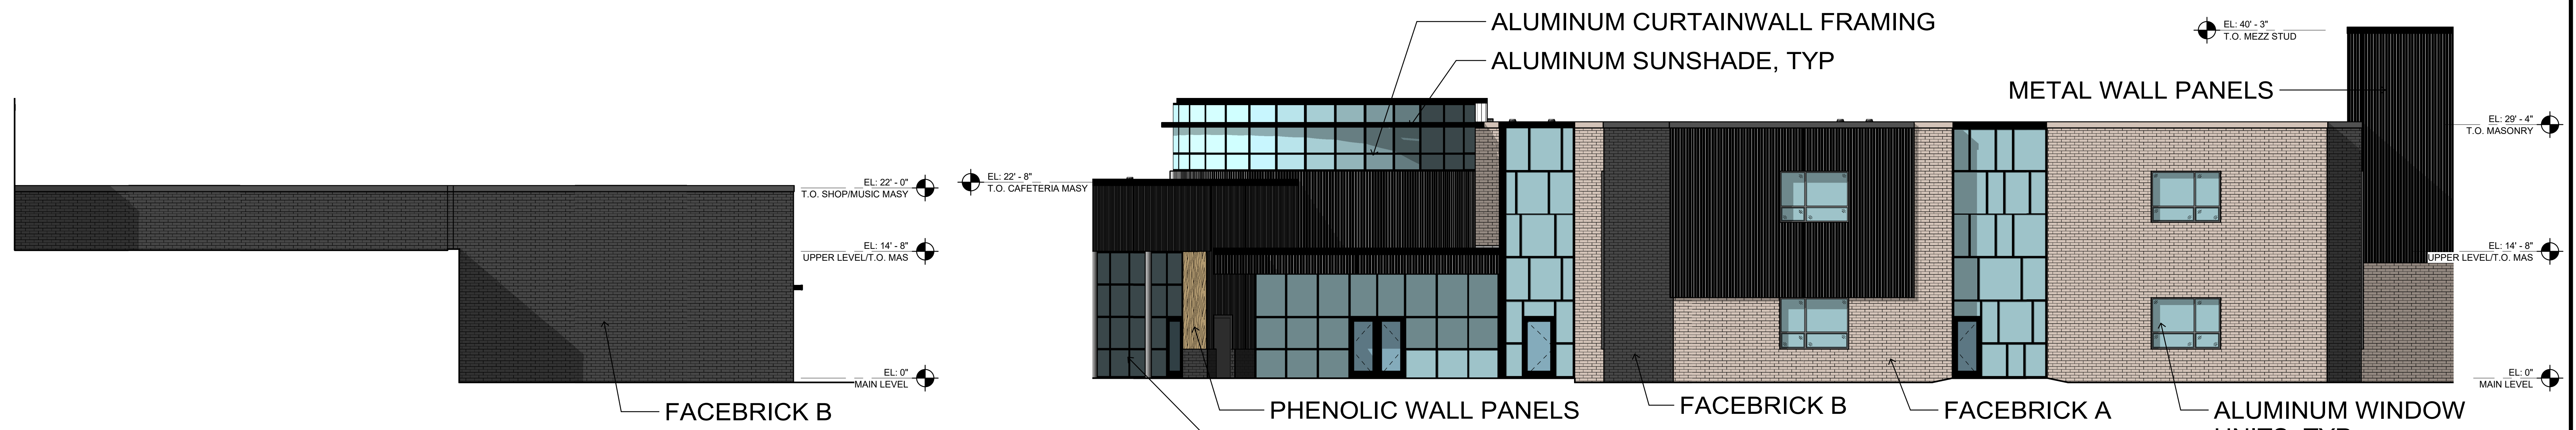 ALUMINUM CURTAINWALL FRAMING
ALUMINUM SUNSHADE, TYP
EL: 40' - 3"
T.O. MEZZ STUD
METAL WALL PANELS
EL: 29' - 4"
T.O. MASONRY
EL: 22' - 0"
T.O. SHOP/MUSIC MASY
EL: 22' - 8"
T.O. CAFETERIA MASY
EL: 14' - 8"
UPPER LEVEL/T.O. MAS
EL: 14' - 8"
UPPER LEVEL/T.O. MAS
EL: 0"
MAIN LEVEL
EL: 0"
MAIN LEVEL
FACEBRICK B
PHENOLIC WALL PANELS
FACEBRICK B
FACEBRICK A
ALUMINUM WINDOW
UNITS, TYP